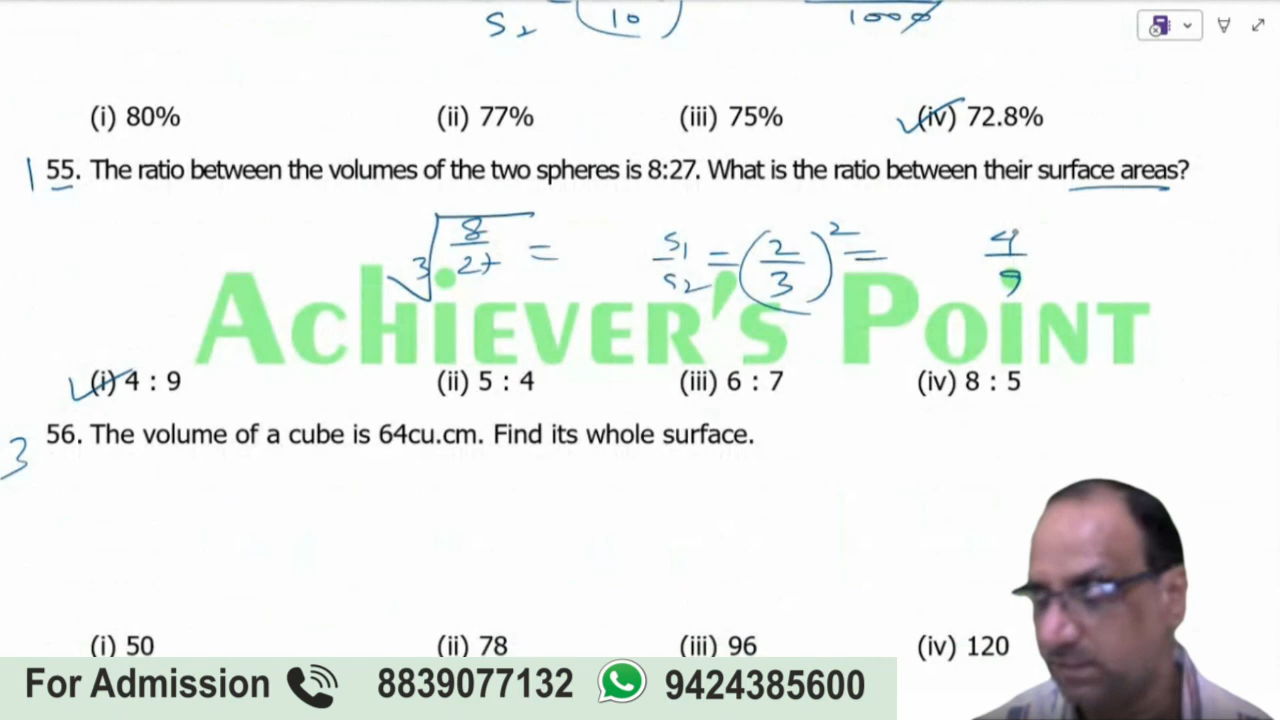 S₂ ( /10) 1000
(i) 80% (ii) 77% (iii) 75% (iv) 72.8%
1 55. The ratio between the volumes of the two spheres is 8:27. What is the ratio between their surface areas?
∛(8/27) = S₁/S₂ = (2/3)² = 4/9
ACHIEVER'S POINT
(i) 4 : 9 (ii) 5 : 4 (iii) 6 : 7 (iv) 8 : 5
3 56. The volume of a cube is 64cu.cm. Find its whole surface.
(i) 50 (ii) 78 (iii) 96 (iv) 120
For Admission 8839077132 9424385600